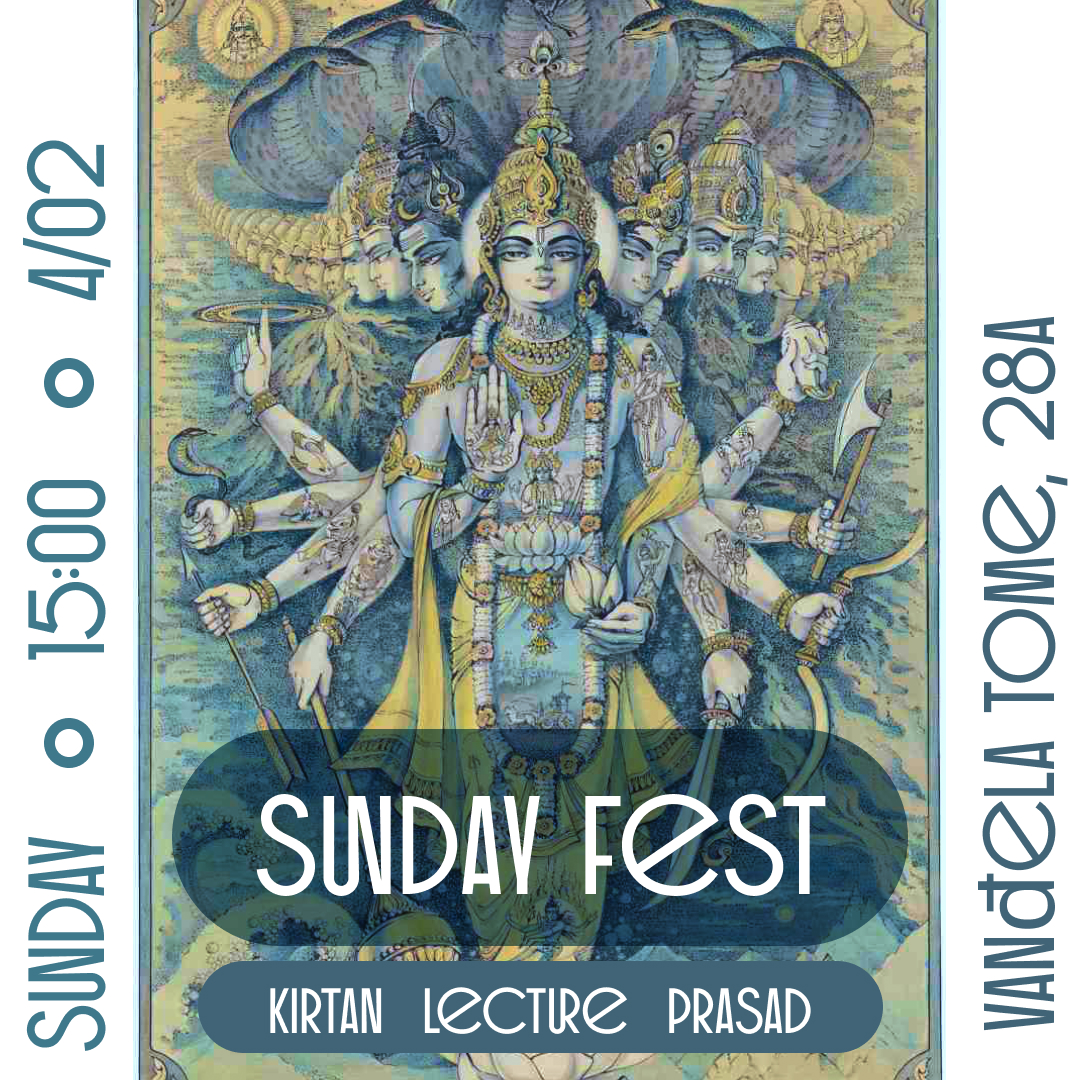 SUNDAY o 15:00 o 4/02
SUNDAY FEST
KIRTAN LECTURE PRASAD
VANĐELA TOME, 28A